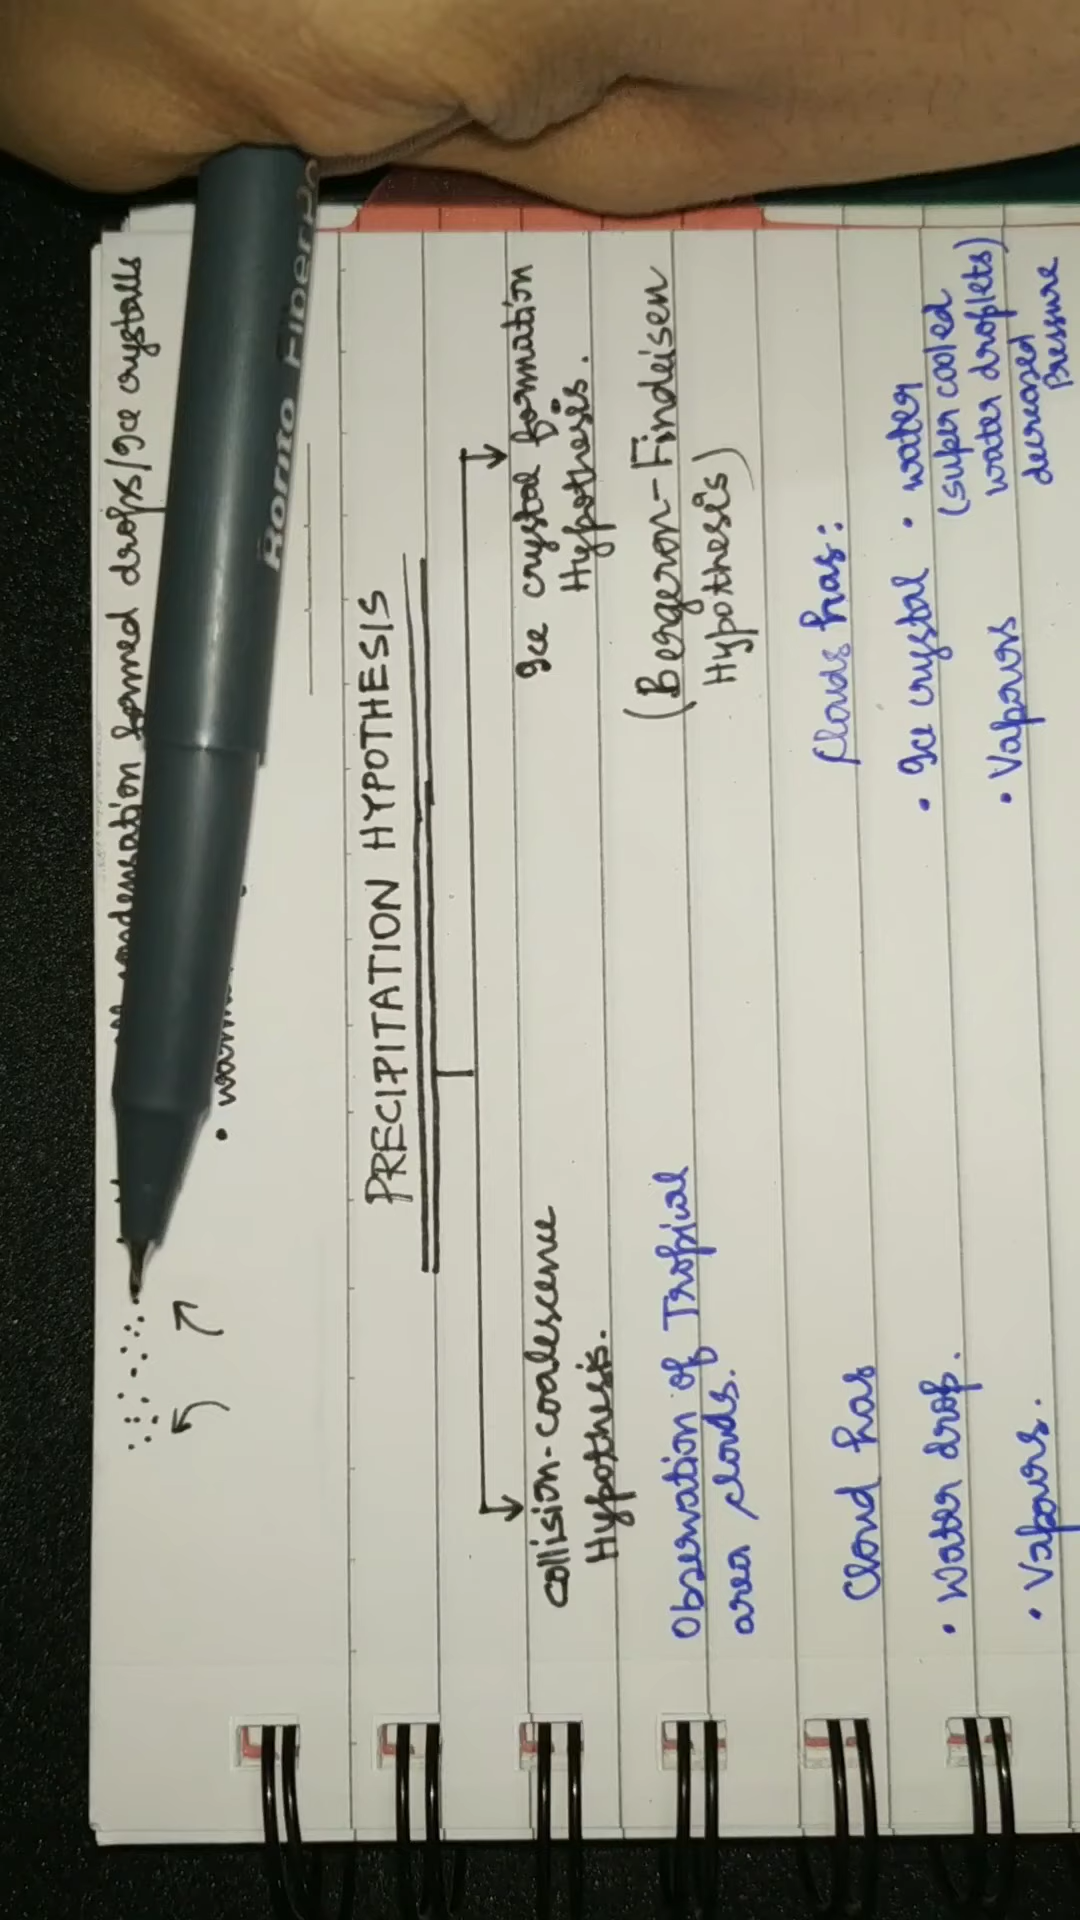 condensation formed drops/Ice crystalls
Rorito Fiberpo
PRECIPITATION HYPOTHESIS
collision-coalescence
Hypothesis.
Observation of Tropical
area clouds.
Cloud has
• Water drop.
• Vapours.
Ice crystal formation
Hypothesis.
(Bergeron-Findeisen
Hypothesis)
Clouds has:
• Ice crystal • water
(super cooled
water droplets)
• Vapours decreased
Pressure